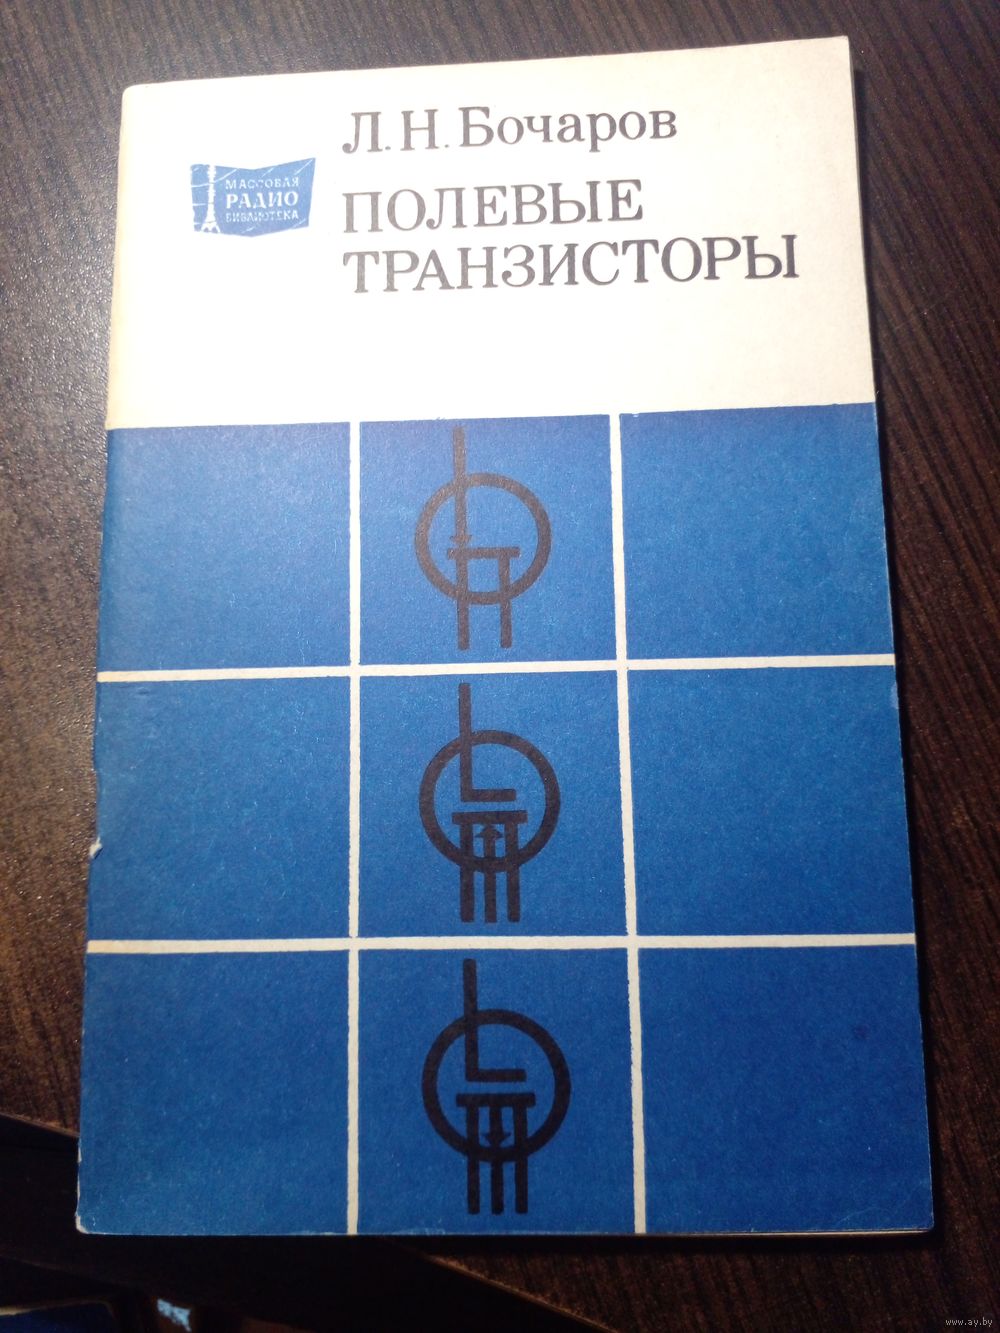 Л. Н. Бочаров
МАССОВАЯ
РАДИО
БИБЛИОТЕКА
ПОЛЕВЫЕ
ТРАНЗИСТОРЫ
www.ay.by